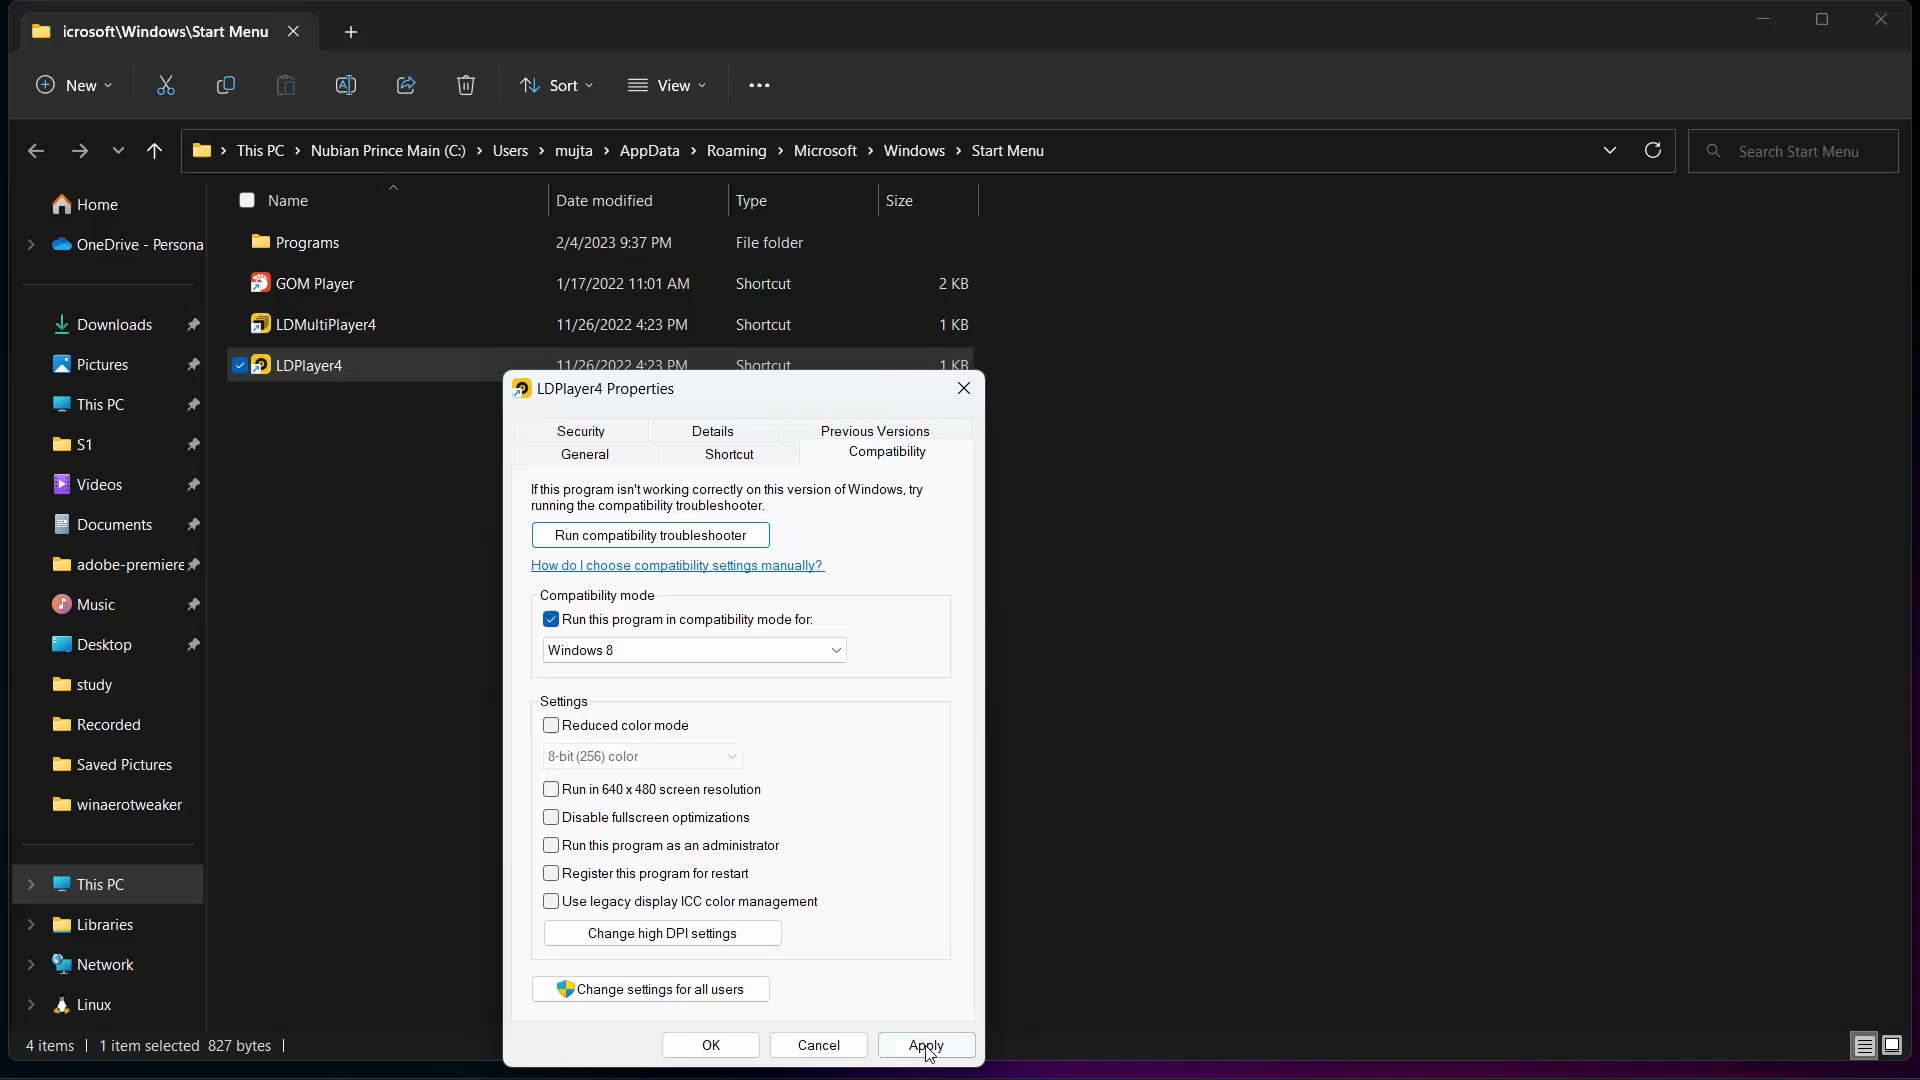 icrosoft\Windows\Start Menu
New
Sort
View
This PC
Nubian Prince Main (C:)
Users
mujta
AppData
Roaming
Microsoft
Windows
Start Menu
Search Start Menu
Home
OneDrive - Persona
Downloads
Pictures
This PC
S1
Videos
Documents
adobe-premiere
Music
Desktop
study
Recorded
Saved Pictures
winaerotweaker
This PC
Libraries
Network
Linux
Name Date modified Type Size
Programs 2/4/2023 9:37 PM File folder
GOM Player 1/17/2022 11:01 AM Shortcut 2 KB
LDMultiPlayer4 11/26/2022 4:23 PM Shortcut 1 KB
LDPlayer4 11/26/2022 4:23 PM Shortcut 1 KB
LDPlayer4 Properties
Security Details Previous Versions
General Shortcut Compatibility
If this program isn't working correctly on this version of Windows, try
running the compatibility troubleshooter.
Run compatibility troubleshooter
How do I choose compatibility settings manually?
Compatibility mode
Run this program in compatibility mode for:
Windows 8
Settings
Reduced color mode
8-bit (256) color
Run in 640 x 480 screen resolution
Disable fullscreen optimizations
Run this program as an administrator
Register this program for restart
Use legacy display ICC color management
Change high DPI settings
Change settings for all users
OK Cancel Apply
4 items 1 item selected 827 bytes